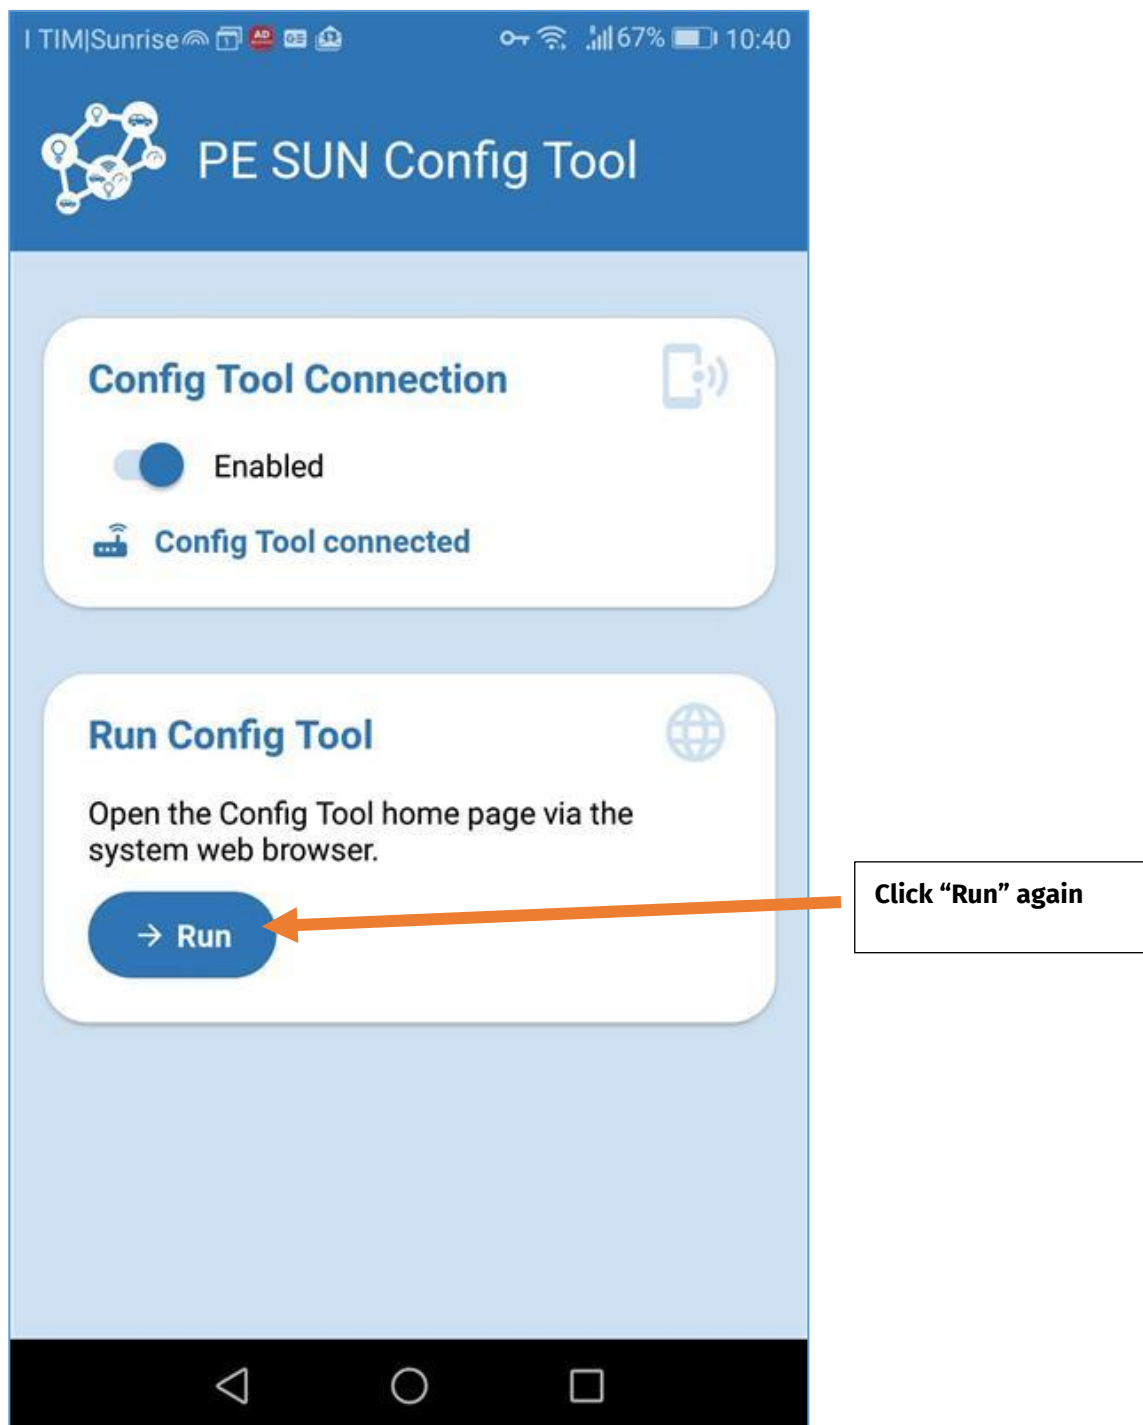 I TIM|Sunrise 67% 10:40
PE SUN Config Tool
Config Tool Connection
Enabled
Config Tool connected
Run Config Tool
Open the Config Tool home page via the
system web browser.
→ Run
Click “Run” again